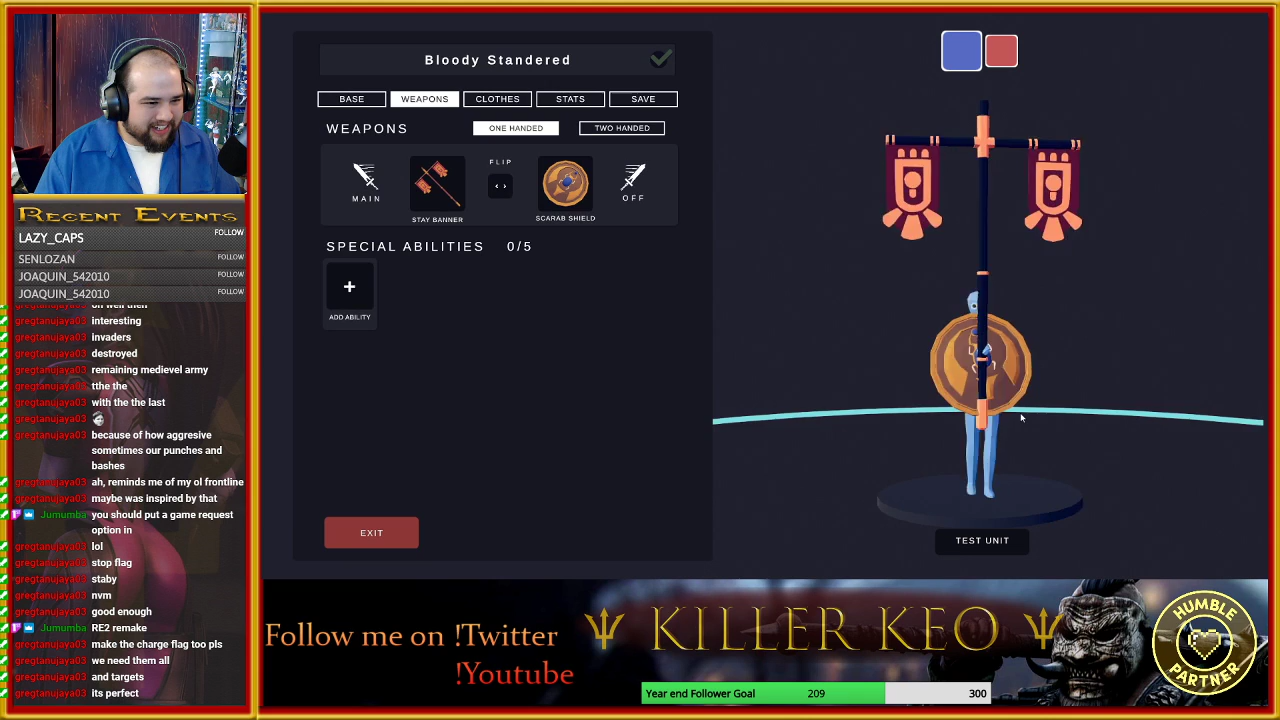 Bloody Standered
BASE
WEAPONS
CLOTHES
STATS
SAVE
WEAPONS
ONE HANDED
TWO HANDED
MAIN
STAY BANNER
FLIP
SCARAB SHIELD
OFF
SPECIAL ABILITIES 0/5
+
ADD ABILITY
EXIT
TEST UNIT
RECENT EVENTS
LAZY_CAPS FOLLOW
SENLOZAN FOLLOW
JOAQUIN_542010 FOLLOW
JOAQUIN_542010 FOLLOW
gregtanujaya03 oh well then
gregtanujaya03 interesting
gregtanujaya03 invaders
gregtanujaya03 destroyed
gregtanujaya03 remaining medievel army
gregtanujaya03 tthe the
gregtanujaya03 with the the last
gregtanujaya03
gregtanujaya03 because of how aggresive
sometimes our punches and
bashes
gregtanujaya03 ah, reminds me of my ol frontline
gregtanujaya03 maybe was inspired by that
Jumumba you should put a game request
option in
gregtanujaya03 lol
gregtanujaya03 stop flag
gregtanujaya03 staby
gregtanujaya03 nvm
gregtanujaya03 good enough
Jumumba RE2 remake
gregtanujaya03 make the charge flag too pls
gregtanujaya03 we need them all
gregtanujaya03 and targets
gregtanujaya03 its perfect
Follow me on !Twitter
!Youtube
KILLER KEO
Year end Follower Goal 209 300
HUMBLE
PARTNER